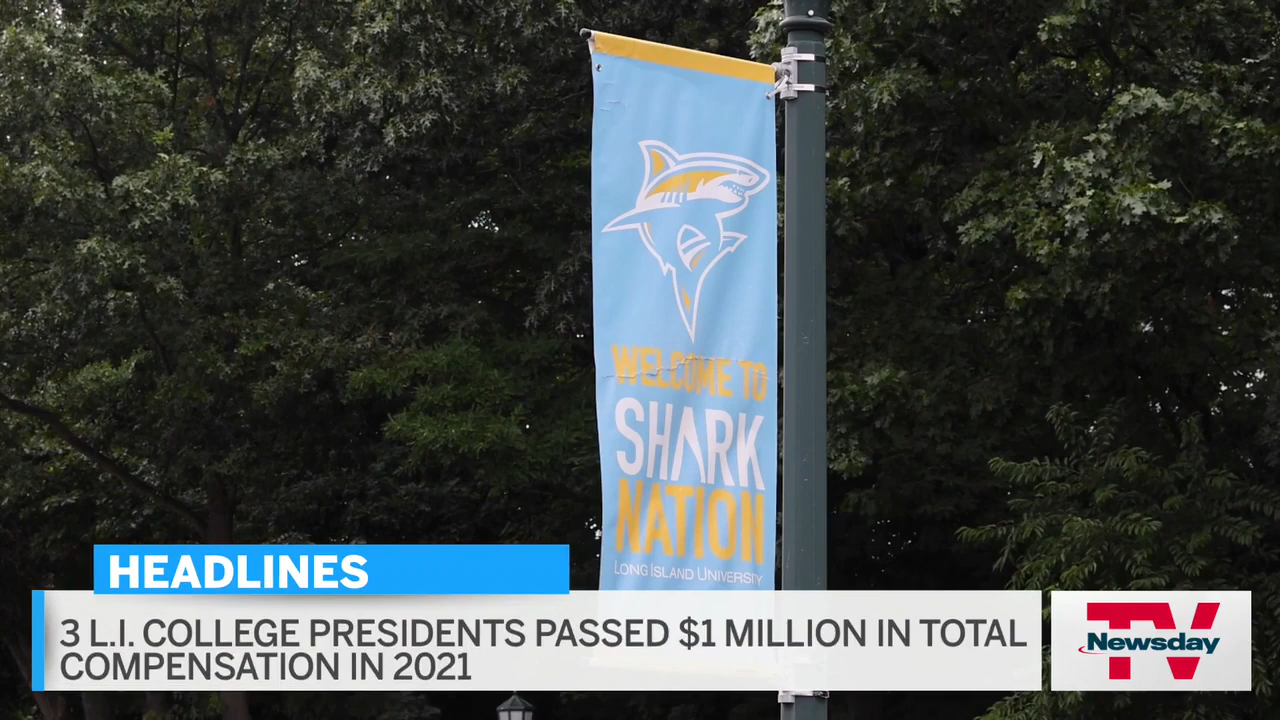 WELCOME TO
SHARK
NATION
LONG ISLAND UNIVERSITY
HEADLINES
3 L.I. COLLEGE PRESIDENTS PASSED $1 MILLION IN TOTAL
COMPENSATION IN 2021
TV
Newsday